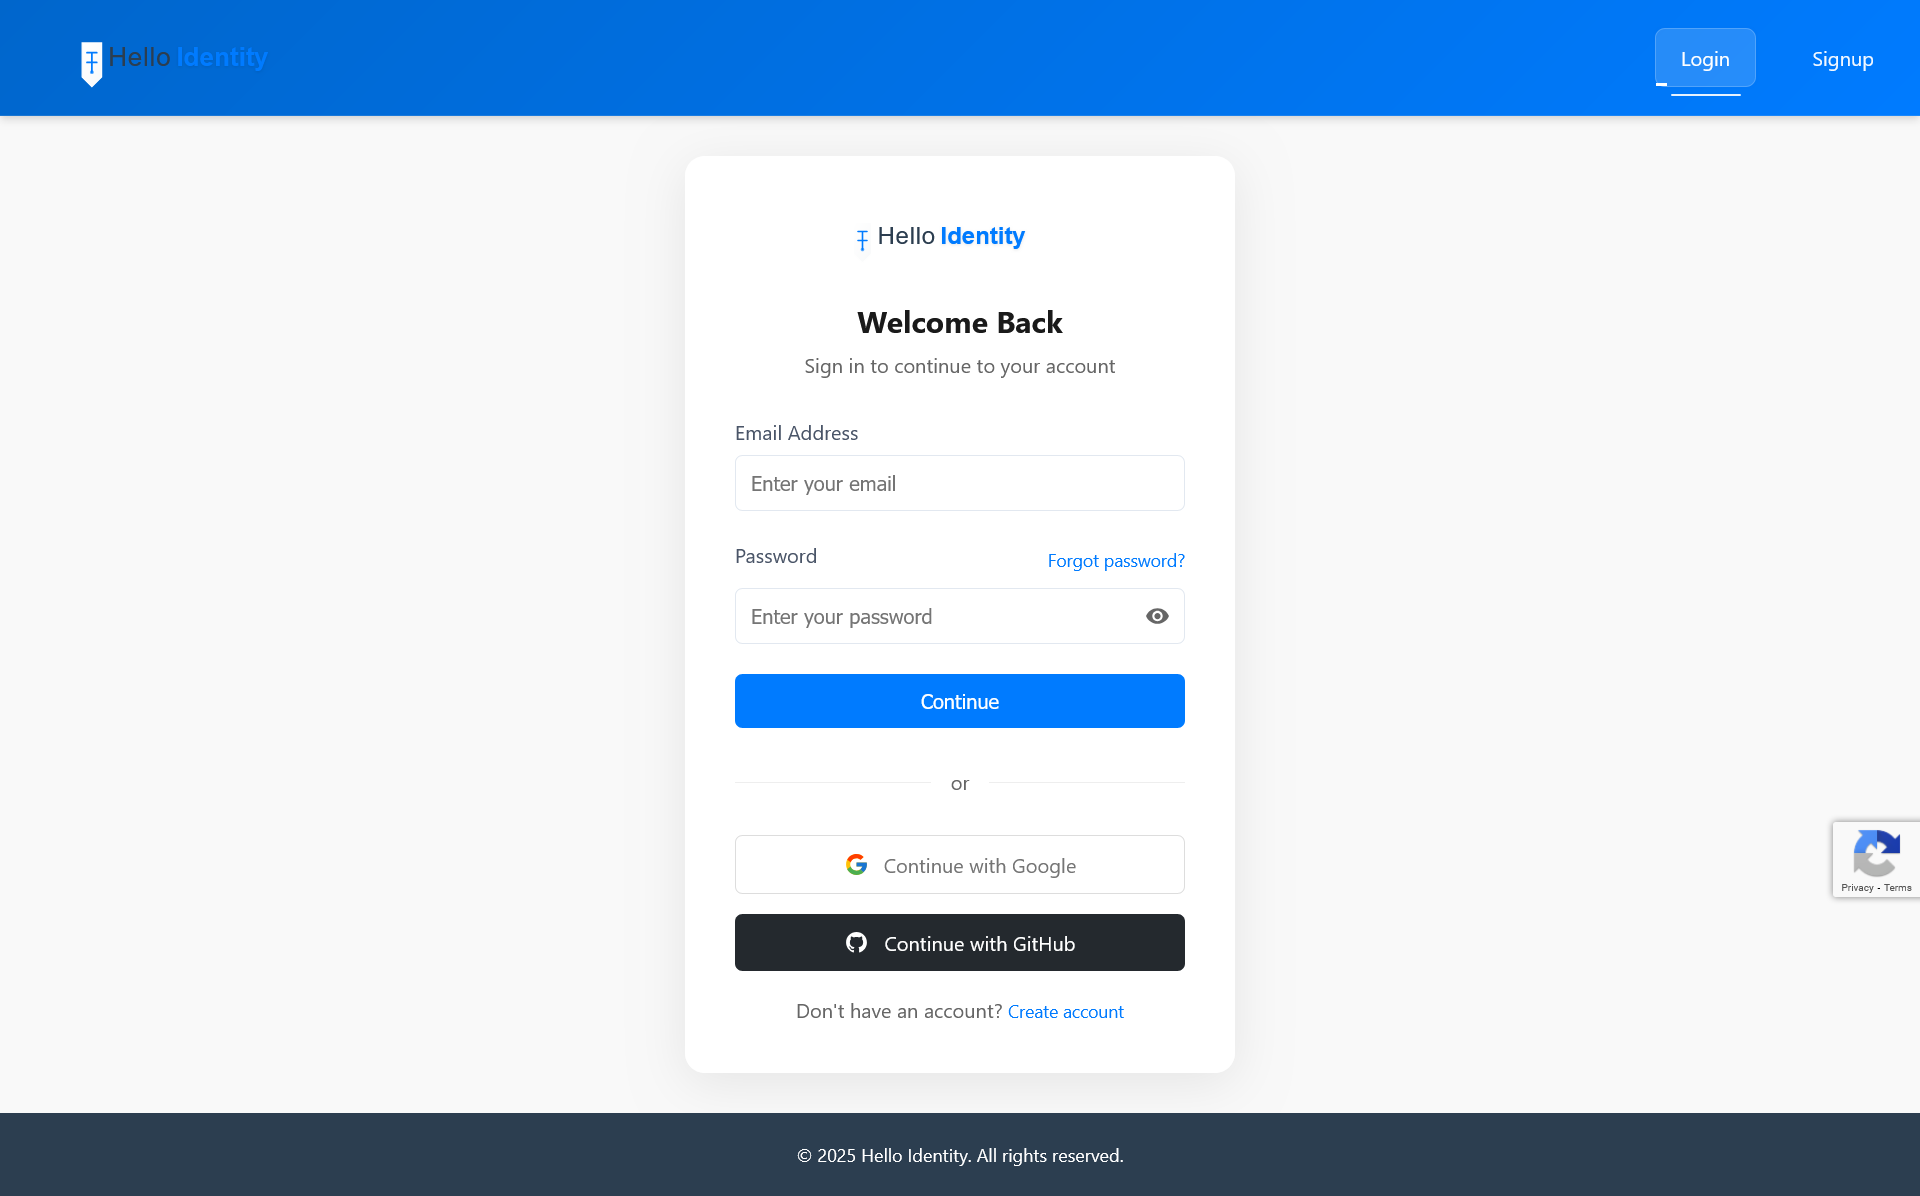 Hello Identity
Login
Signup
Hello Identity
Welcome Back
Sign in to continue to your account
Email Address
Enter your email
Password
Forgot password?
Enter your password
Continue
or
Continue with Google
Continue with GitHub
Don't have an account? Create account
Privacy - Terms
© 2025 Hello Identity. All rights reserved.